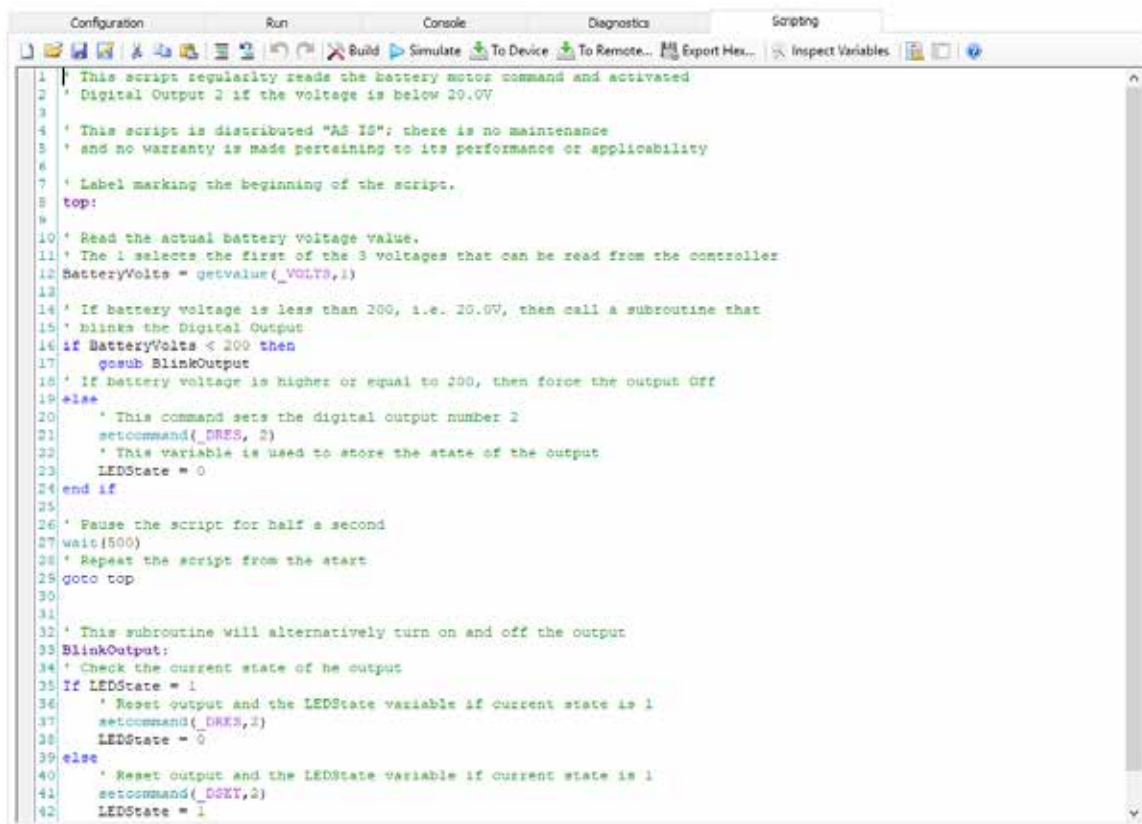 Configuration Run Console Diagnostics Scripting
Build Simulate To Device To Remote... Export Hex... Inspect Variables
1 ' This script regularlty reads the battery motor command and activated
2 ' Digital Output 2 if the voltage is below 20.0V
3
4 ' This script is distributed "AS IS"; there is no maintenance
5 ' and no warranty is made pertaining to its performance or applicability
6
7 ' Label marking the beginning of the script.
8 top:
9
10 ' Read the actual battery voltage value.
11 ' The 1 selects the first of the 3 voltages that can be read from the controller
12 BatteryVolts = getvalue(_VOLTS,1)
13
14 ' If battery voltage is less than 200, i.e. 20.0V, then call a subroutine that
15 ' blinks the Digital Output
16 if BatteryVolts < 200 then
17 gosub BlinkOutput
18 ' If battery voltage is higher or equal to 200, then force the output Off
19 else
20 ' This command sets the digital output number 2
21 setcommand(_DRES, 2)
22 ' This variable is used to store the state of the output
23 LEDState = 0
24 end if
25
26 ' Pause the script for half a second
27 wait(500)
28 ' Repeat the script from the start
29 goto top
30
31
32 ' This subroutine will alternatively turn on and off the output
33 BlinkOutput:
34 ' Check the current state of he output
35 If LEDState = 1
36 ' Reset output and the LEDState variable if current state is 1
37 setcommand(_DRES,2)
38 LEDState = 0
39 else
40 ' Reset output and the LEDState variable if current state is 1
41 setcommand(_DSET,2)
42 LEDState = 1